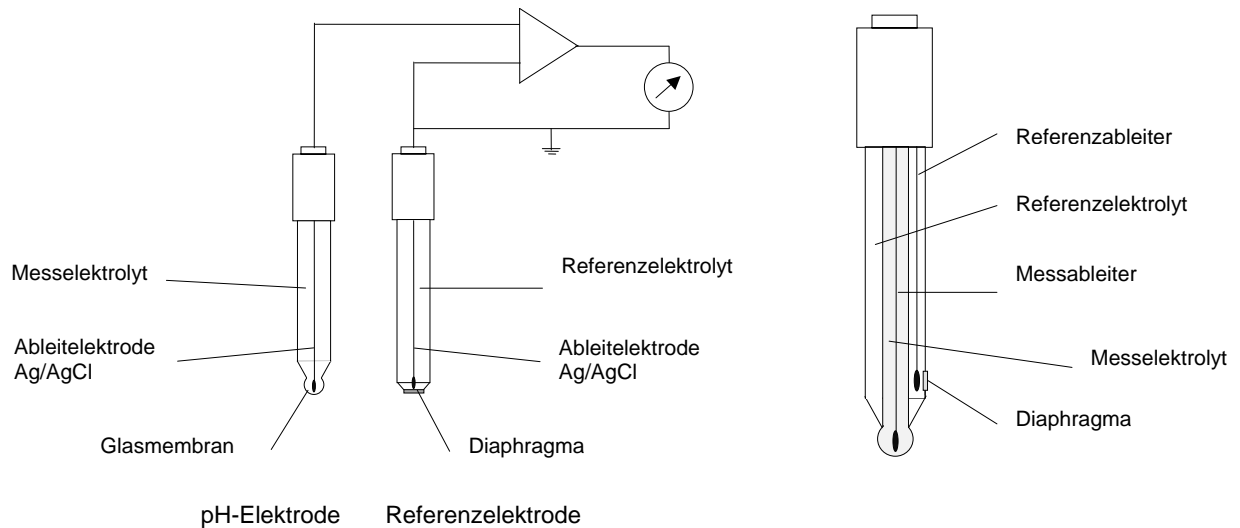 Messelektrolyt
Ableitelektrode
Ag/AgCl
Glasmembran
Referenzelektrolyt
Ableitelektrode
Ag/AgCl
Diaphragma
pH-Elektrode
Referenzelektrode
Referenzableiter
Referenzelektrolyt
Messableiter
Messelektrolyt
Diaphragma